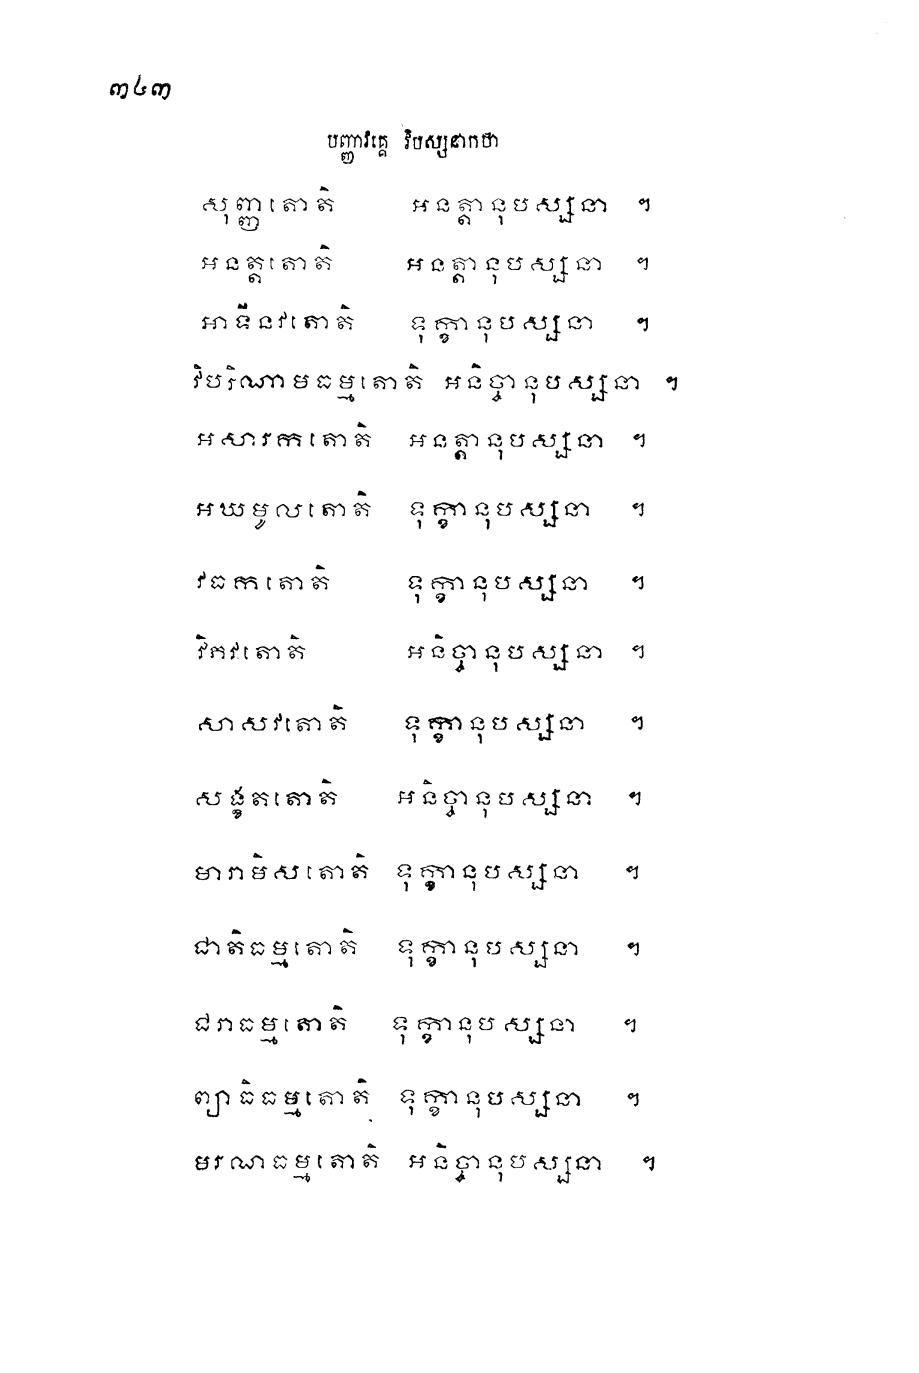 ៣៤៣
បញ្ញាវគ្គេ វិបស្សនាកថា
សុញ្ញតោតិ អនត្តានុបស្សនា ។
អនត្តតោតិ អនត្តានុបស្សនា ។
អាទីនវតោតិ ទុក្ខានុបស្សនា ។
វិបរិណាមធម្មតោតិ អនិច្ចានុបស្សនា ។
អសារកតោតិ អនត្តានុបស្សនា ។
អឃមូលតោតិ ទុក្ខានុបស្សនា ។
វធកតោតិ ទុក្ខានុបស្សនា ។
វិភវតោតិ អនិច្ចានុបស្សនា ។
សាសវតោតិ ទុក្ខានុបស្សនា ។
សង្ខតតោតិ អនិច្ចានុបស្សនា ។
មារាមិសតោតិ ទុក្ខានុបស្សនា ។
ជាតិធម្មតោតិ ទុក្ខានុបស្សនា ។
ជរាធម្មតោតិ ទុក្ខានុបស្សនា ។
ព្យាធិធម្មតោតិ ទុក្ខានុបស្សនា ។
មរណធម្មតោតិ អនិច្ចានុបស្សនា ។